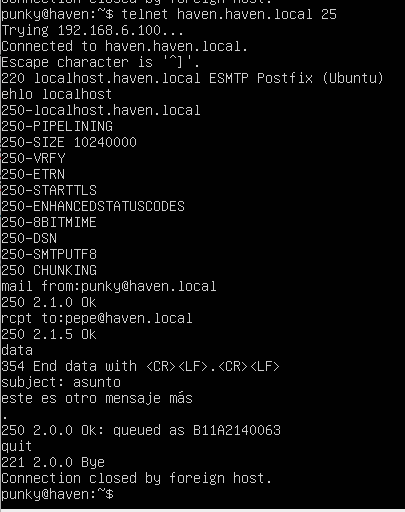 connection closed by foreign host.
punky@haven:~$ telnet haven.haven.local 25
Trying 192.168.6.100...
Connected to haven.haven.local.
Escape character is '^]'.
220 localhost.haven.local ESMTP Postfix (Ubuntu)
ehlo localhost
250-localhost.haven.local
250-PIPELINING
250-SIZE 10240000
250-VRFY
250-ETRN
250-STARTTLS
250-ENHANCEDSTATUSCODES
250-8BITMIME
250-DSN
250-SMTPUTF8
250 CHUNKING
mail from:punky@haven.local
250 2.1.0 Ok
rcpt to:pepe@haven.local
250 2.1.5 Ok
data
354 End data with <CR><LF>.<CR><LF>
subject: asunto
este es otro mensaje más
.
250 2.0.0 Ok: queued as B11A2140063
quit
221 2.0.0 Bye
Connection closed by foreign host.
punky@haven:~$